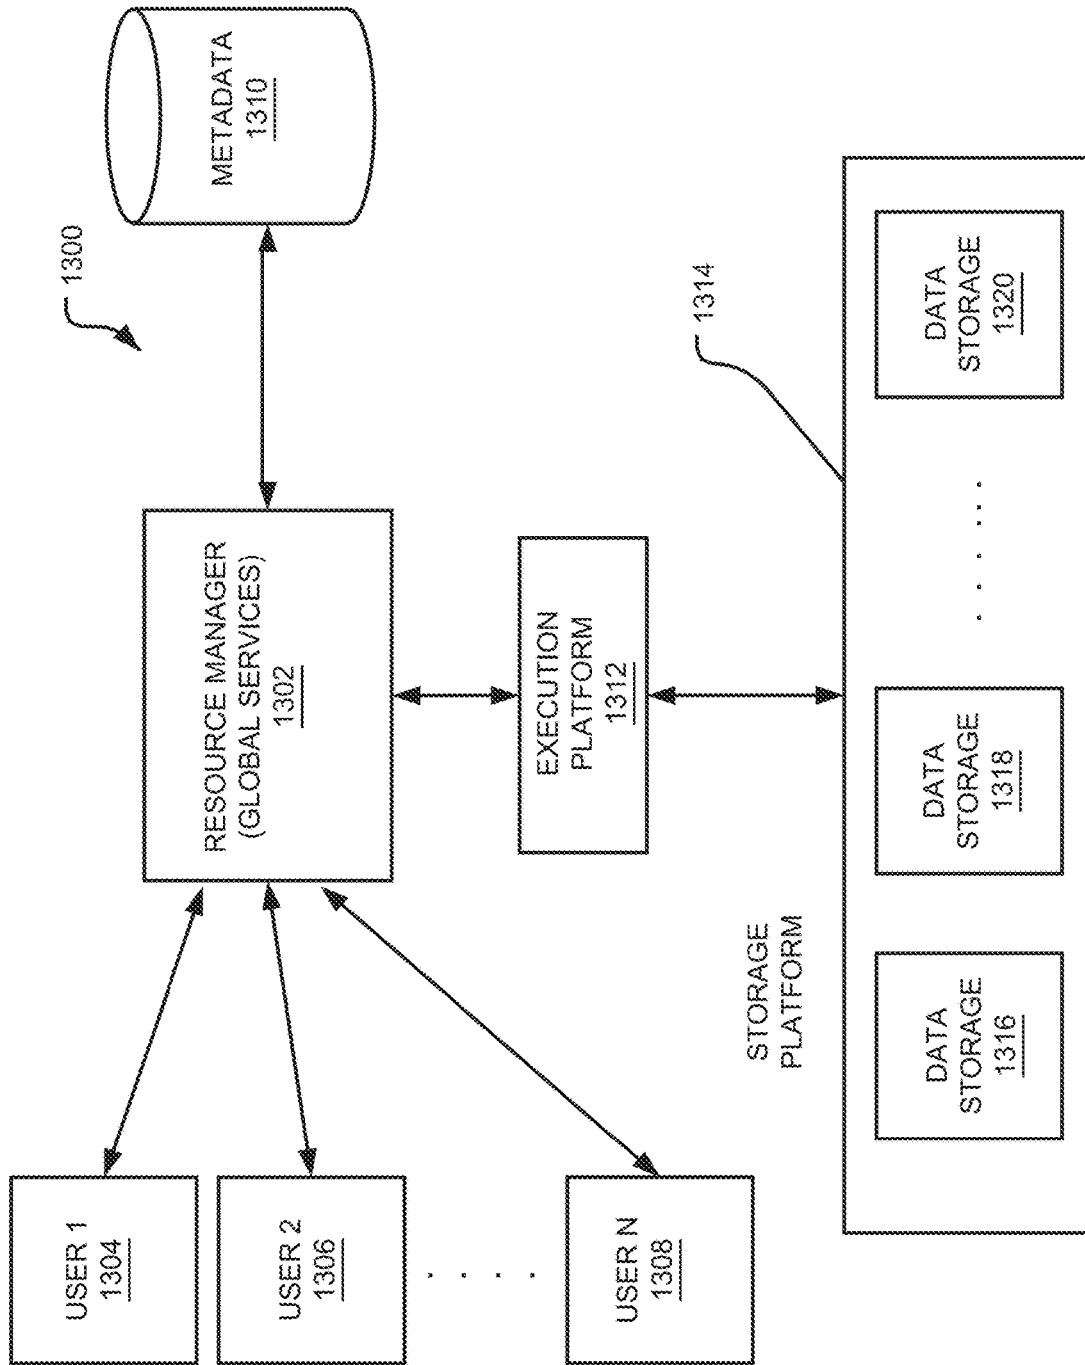 USER 1
1304
USER 2
1306
. . . .
USER N
1308
RESOURCE MANAGER
(GLOBAL SERVICES)
1302
1300
METADATA
1310
EXECUTION
PLATFORM
1312
STORAGE
PLATFORM
1314
DATA
STORAGE
1316
DATA
STORAGE
1318
. . . . .
DATA
STORAGE
1320